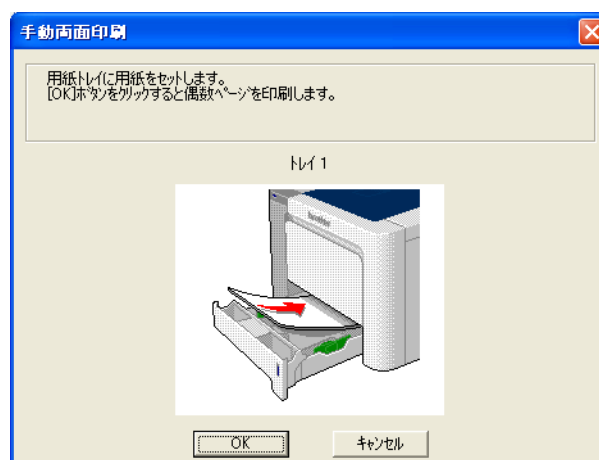 手動両面印刷
用紙トレイに用紙をセットします。
[OK]ボタンをクリックすると偶数ページを印刷します。
トレイ 1
brother
OK
キャンセル